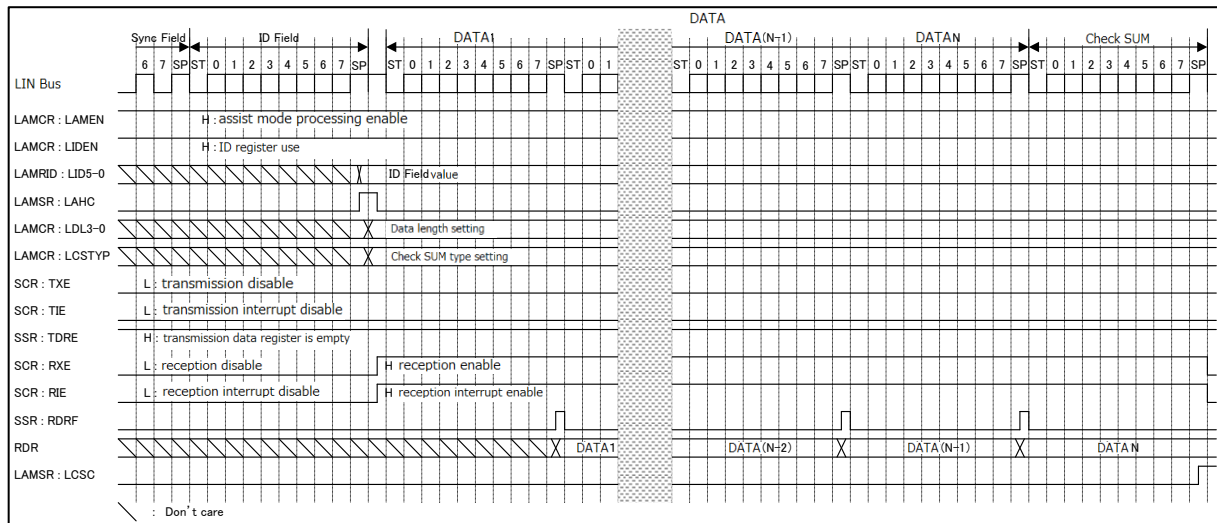 DATA
Sync Field ID Field DATA1 DATA(N-1) DATAN Check SUM
6 7 SP ST 0 1 2 3 4 5 6 7 SP ST 0 1 2 3 4 5 6 7 SP ST 0 1 ST 0 1 2 3 4 5 6 7 SP ST 0 1 2 3 4 5 6 7 SP ST 0 1 2 3 4 5 6 7 SP
LIN Bus
LAMCR : LAMEN H : assist mode processing enable
LAMCR : LIDEN H : ID register use
LAMRID : LID5-0 ID Field value
LAMSR : LAHC
LAMCR : LDL3-0 Data length setting
LAMCR : LCSTYP Check SUM type setting
SCR : TXE L : transmission disable
SCR : TIE L : transmission interrupt disable
SSR : TDRE H : transmission data register is empty
SCR : RXE L : reception disable H reception enable
SCR : RIE L : reception interrupt disable H reception interrupt enable
SSR : RDRF
RDR DATA1 DATA(N-2) DATA(N-1) DATAN
LAMSR : LCSC
: Don't care